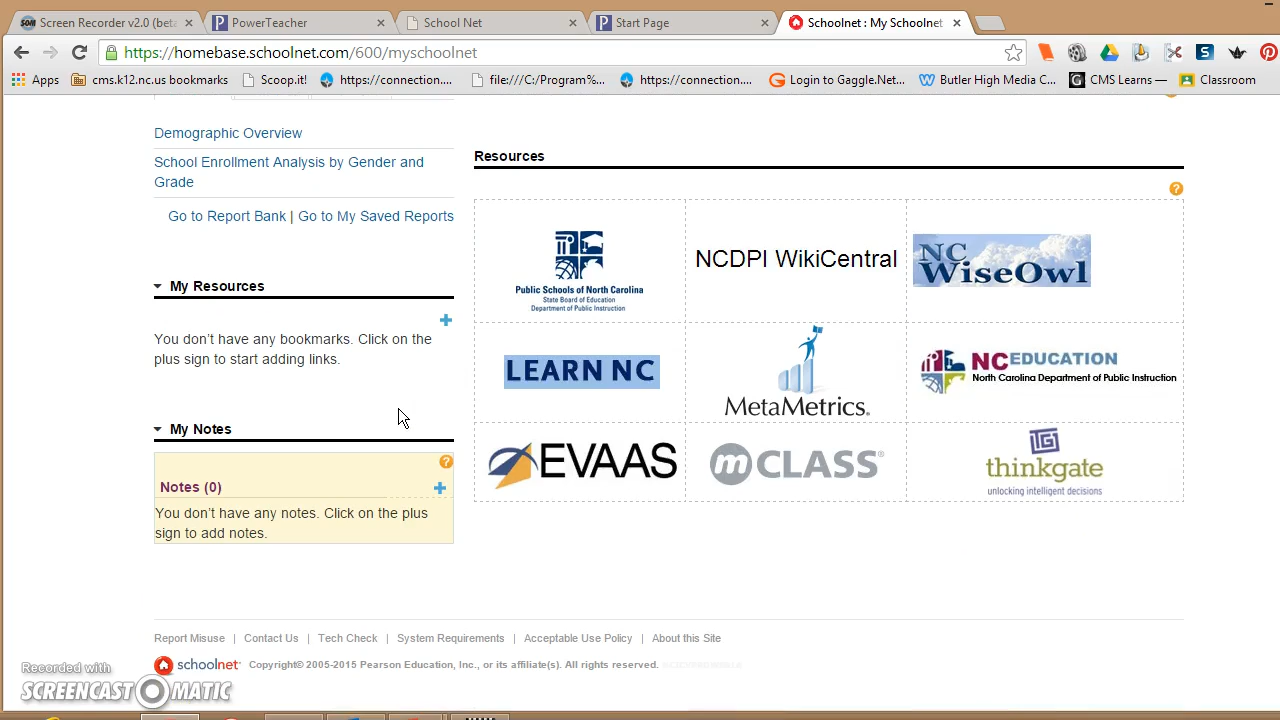 Screen Recorder v2.0 (beta
PowerTeacher
School Net
Start Page
Schoolnet : My Schoolnet
https://homebase.schoolnet.com/600/myschoolnet
Apps
cms.k12.nc.us bookmarks
Scoop.it!
https://connection....
file:///C:/Program%...
https://connection....
Login to Gaggle.Net...
Butler High Media C...
CMS Learns —
Classroom
Demographic Overview
School Enrollment Analysis by Gender and
Grade
Go to Report Bank | Go to My Saved Reports
My Resources
You don't have any bookmarks. Click on the
plus sign to start adding links.
My Notes
Notes (0)
You don't have any notes. Click on the plus
sign to add notes.
Resources
Public Schools of North Carolina
State Board of Education
Department of Public Instruction
NCDPI WikiCentral
NC
WiseOwl
LEARN NC
MetaMetrics®
NCEDUCATION
North Carolina Department of Public Instruction
EVAAS
mCLASS®
TG
thinkgate
unlocking intelligent decisions
Report Misuse | Contact Us | Tech Check | System Requirements | Acceptable Use Policy | About this Site
schoolnet Copyright© 2005-2015 Pearson Education, Inc., or its affiliate(s). All rights reserved.
Recorded with
SCREENCAST-O-MATIC